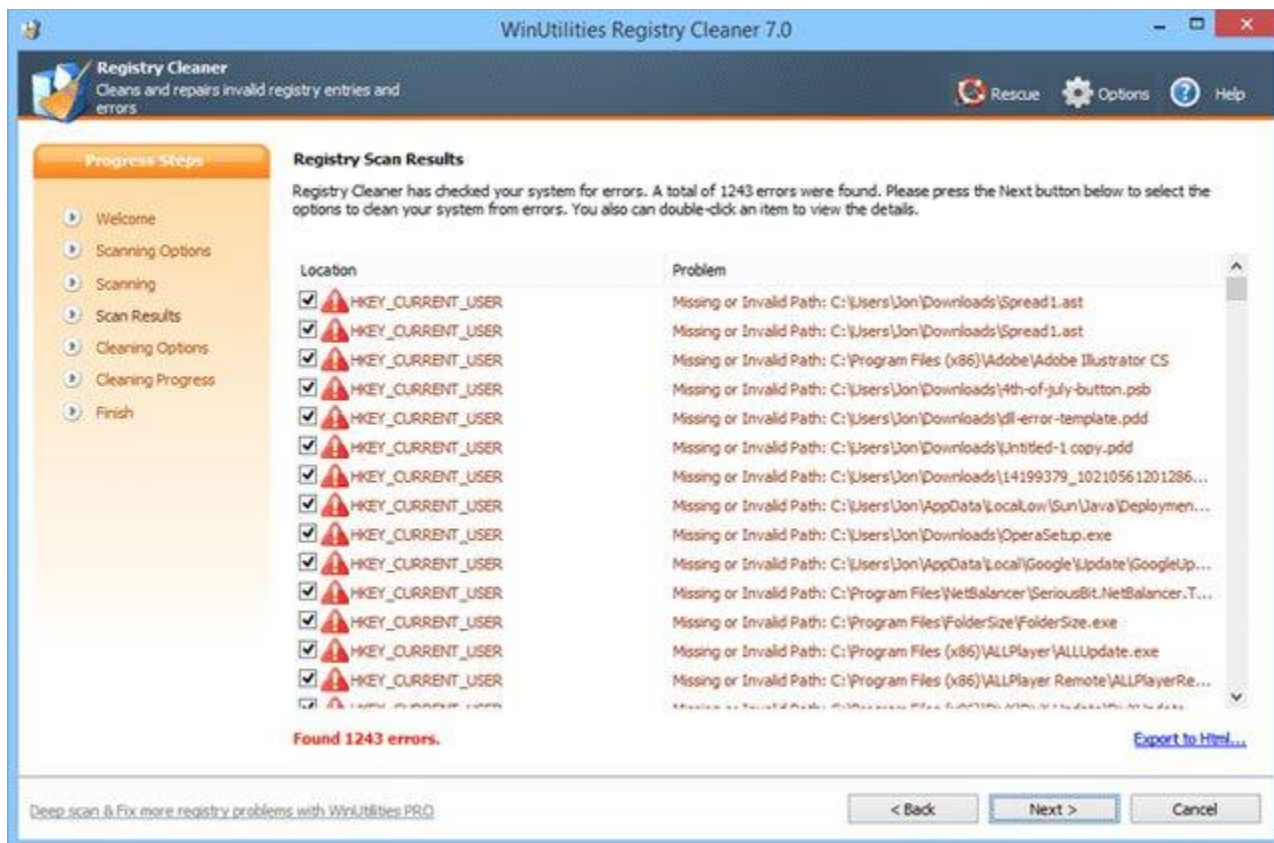 WinUtilities Registry Cleaner 7.0
Registry Cleaner
Cleans and repairs invalid registry entries and
errors
Rescue
Options
Help
Progress Steps
Welcome
Scanning Options
Scanning
Scan Results
Cleaning Options
Cleaning Progress
Finish
Registry Scan Results
Registry Cleaner has checked your system for errors. A total of 1243 errors were found. Please press the Next button below to select the
options to clean your system from errors. You also can double-click an item to view the details.
Location Problem
HKEY_CURRENT_USER Missing or Invalid Path: C:\Users\Jon\Downloads\Spread1.ast
HKEY_CURRENT_USER Missing or Invalid Path: C:\Users\Jon\Downloads\Spread1.ast
HKEY_CURRENT_USER Missing or Invalid Path: C:\Program Files (x86)\Adobe\Adobe Illustrator CS
HKEY_CURRENT_USER Missing or Invalid Path: C:\Users\Jon\Downloads\4th-of-july-button.psb
HKEY_CURRENT_USER Missing or Invalid Path: C:\Users\Jon\Downloads\dll-error-template.pdd
HKEY_CURRENT_USER Missing or Invalid Path: C:\Users\Jon\Downloads\Untitled-1 copy.pdd
HKEY_CURRENT_USER Missing or Invalid Path: C:\Users\Jon\Downloads\14199379_10210561201286...
HKEY_CURRENT_USER Missing or Invalid Path: C:\Users\Jon\AppData\LocalLow\Sun\Java\Deploymen...
HKEY_CURRENT_USER Missing or Invalid Path: C:\Users\Jon\Downloads\OperaSetup.exe
HKEY_CURRENT_USER Missing or Invalid Path: C:\Users\Jon\AppData\Local\Google\Update\GoogleUp...
HKEY_CURRENT_USER Missing or Invalid Path: C:\Program Files\NetBalancer\SeriousBit.NetBalancer.T...
HKEY_CURRENT_USER Missing or Invalid Path: C:\Program Files\FolderSize\FolderSize.exe
HKEY_CURRENT_USER Missing or Invalid Path: C:\Program Files (x86)\ALLPlayer\ALLUpdate.exe
HKEY_CURRENT_USER Missing or Invalid Path: C:\Program Files (x86)\ALLPlayer Remote\ALLPlayerRe...
Found 1243 errors.
Export to Html...
Deep scan & Fix more registry problems with WinUtilities PRO
< Back
Next >
Cancel